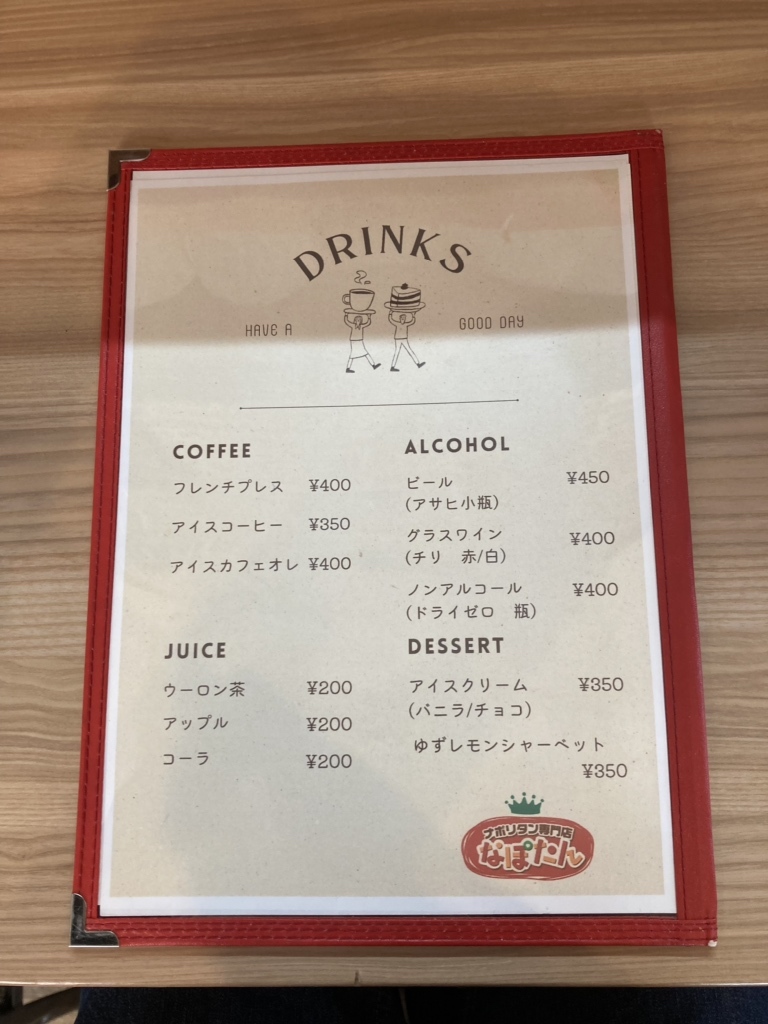 DRINKS
HAVE A GOOD DAY
COFFEE
フレンチプレス ¥400
アイスコーヒー ¥350
アイスカフェオレ ¥400
ALCOHOL
ビール ¥450
(アサヒ小瓶)
グラスワイン ¥400
(チリ 赤/白)
ノンアルコール ¥400
(ドライゼロ 瓶)
JUICE
ウーロン茶 ¥200
アップル ¥200
コーラ ¥200
DESSERT
アイスクリーム ¥350
(バニラ/チョコ)
ゆずレモンシャーベット
¥350
ナポリタン専門店
なぽたん